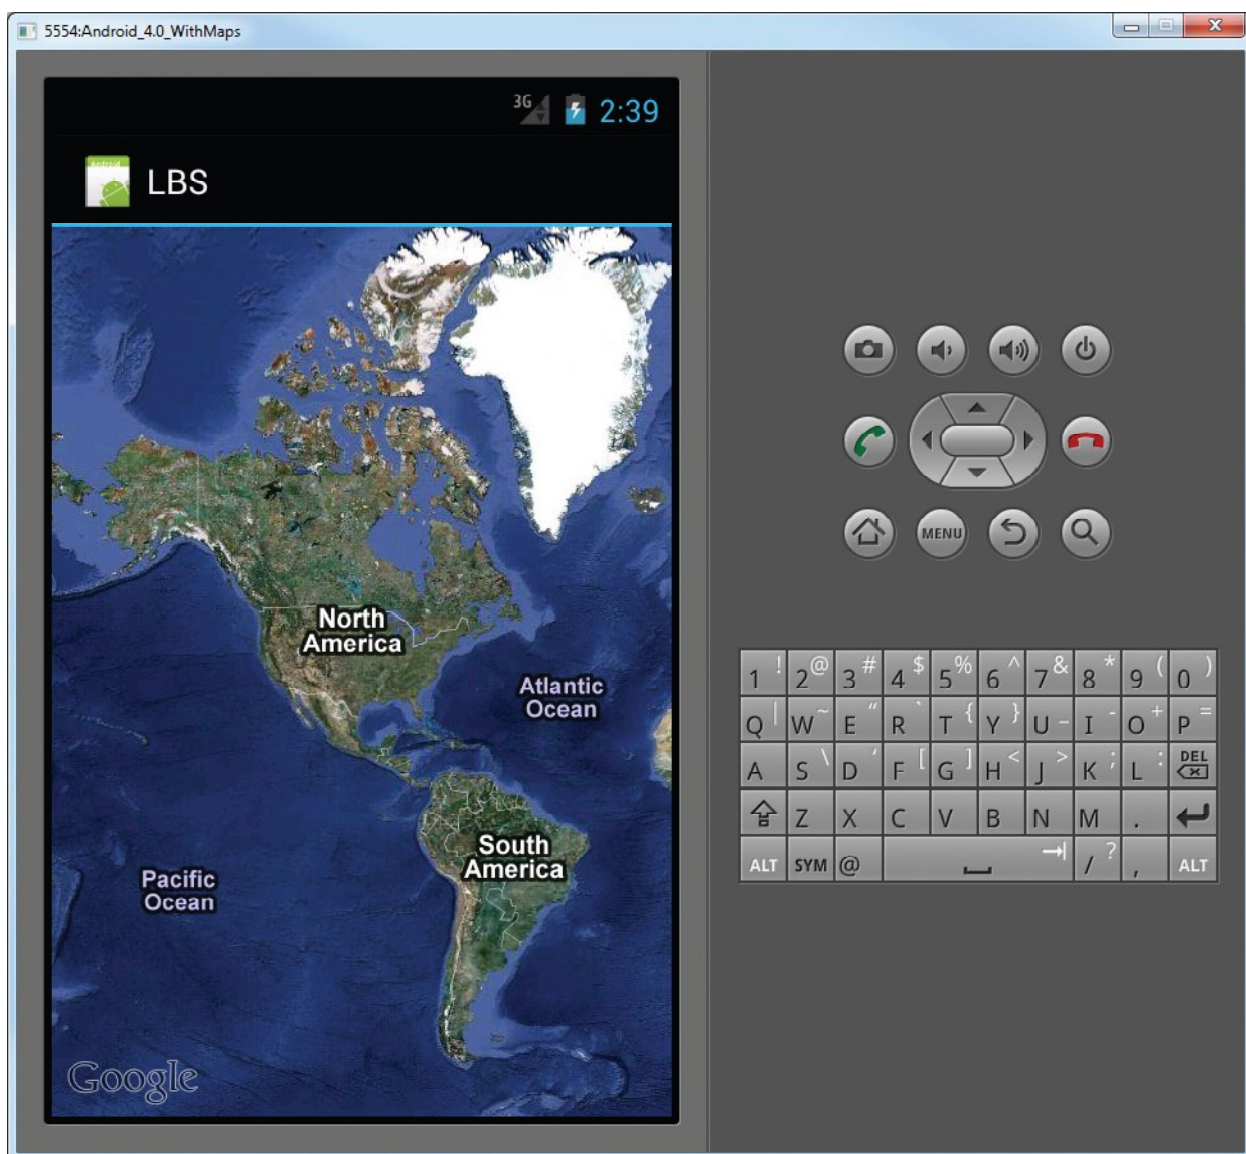 5554:Android_4.0_WithMaps
3G 2:39
Android
LBS
North
America
Atlantic
Ocean
South
America
Pacific
Ocean
Google
MENU
1 ! 2 @ 3 # 4 $ 5 % 6 ^ 7 & 8 * 9 ( 0 )
Q | W ~ E " R ` T { Y } U _ I - O + P =
A S \ D ' F [ G ] H < J > K ; L : DEL
Z X C V B N M .
ALT SYM @ / ? , ALT